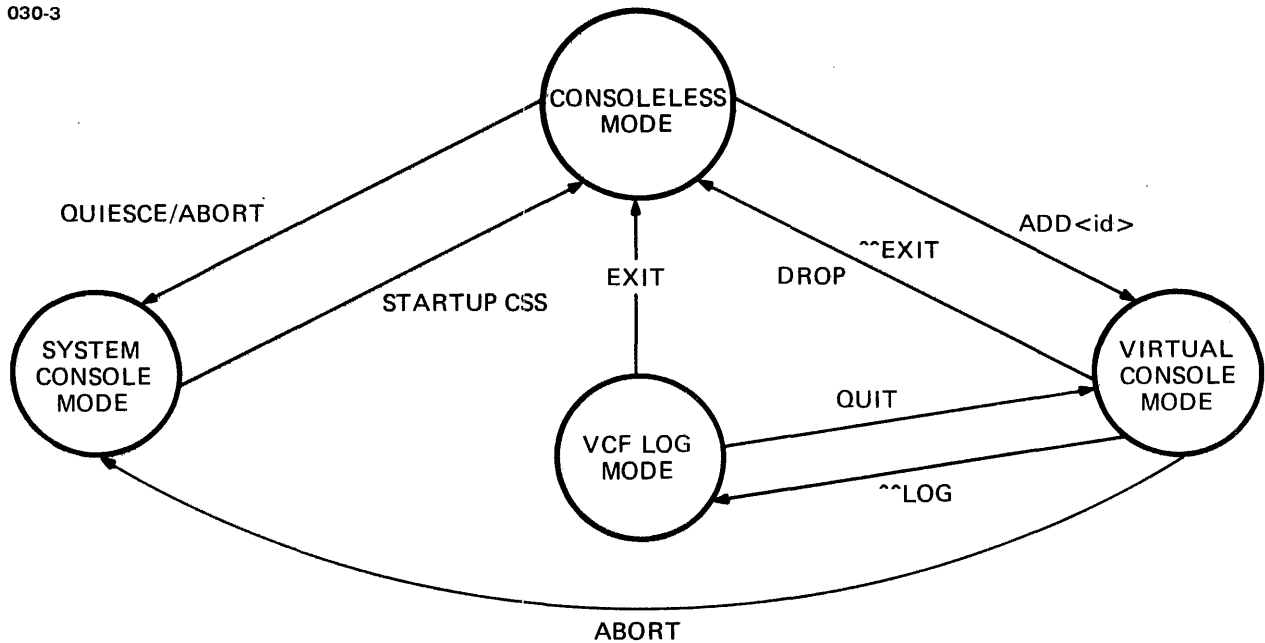 030-3
CONSOLELESS
MODE
QUIESCE/ABORT
ADD<id>
^^EXIT
DROP
EXIT
STARTUP CSS
SYSTEM
CONSOLE
MODE
VIRTUAL
CONSOLE
MODE
QUIT
VCF LOG
MODE
^^LOG
ABORT